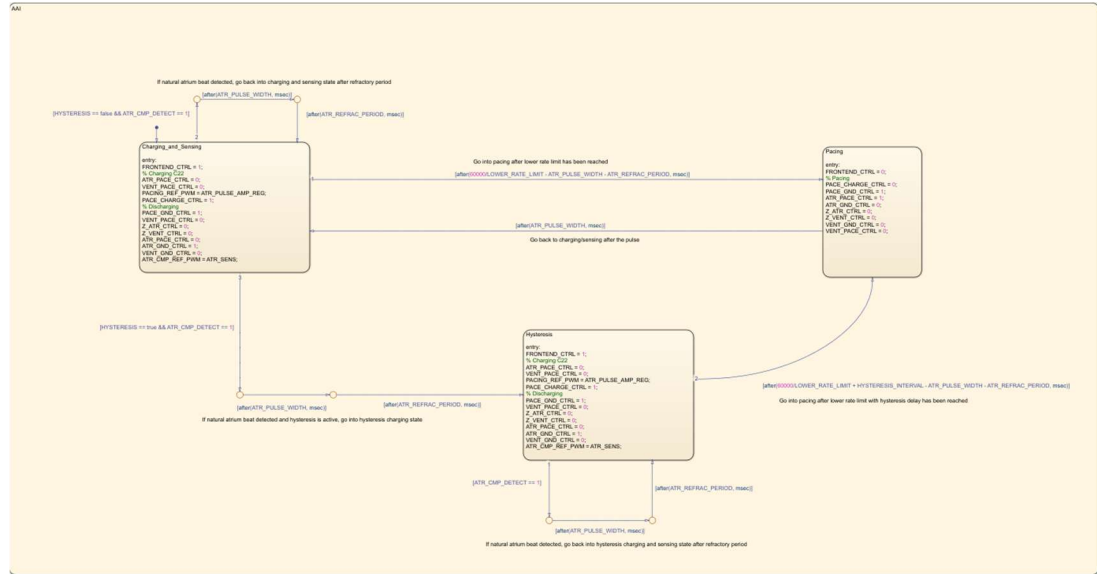 AAI
If natural atrium beat detected, go back into charging and sensing state after refractory period
[after(ATR_PULSE_WIDTH, msec)]
[HYSTERESIS == false && ATR_CMP_DETECT == 1]
[after(ATR_REFRAC_PERIOD, msec)]
2
Charging_and_Sensing
entry:
FRONTEND_CTRL = 1;
% Charging C22
ATR_PACE_CTRL = 0;
VENT_PACE_CTRL = 0;
PACING_REF_PWM = ATR_PULSE_AMP_REG;
PACE_CHARGE_CTRL = 1;
% Discharging
PACE_GND_CTRL = 1;
VENT_PACE_CTRL = 0;
Z_ATR_CTRL = 0;
Z_VENT_CTRL = 0;
ATR_PACE_CTRL = 0;
ATR_GND_CTRL = 1;
VENT_GND_CTRL = 0;
ATR_CMP_REF_PWM = ATR_SENS;
Go into pacing after lower rate limit has been reached
1
[after(60000/LOWER_RATE_LIMIT - ATR_PULSE_WIDTH - ATR_REFRAC_PERIOD, msec)]
[after(ATR_PULSE_WIDTH, msec)]
Go back to charging/sensing after the pulse
Pacing
entry:
FRONTEND_CTRL = 0;
% Pacing
PACE_CHARGE_CTRL = 0;
PACE_GND_CTRL = 1;
ATR_PACE_CTRL = 1;
ATR_GND_CTRL = 0;
Z_ATR_CTRL = 0;
Z_VENT_CTRL = 0;
VENT_GND_CTRL = 0;
VENT_PACE_CTRL = 0;
3
[HYSTERESIS == true && ATR_CMP_DETECT == 1]
[after(ATR_PULSE_WIDTH, msec)]
[after(ATR_REFRAC_PERIOD, msec)]
If natural atrium beat detected and hysteresis is active, go into hysteresis charging state
Hysteresis
entry:
FRONTEND_CTRL = 1;
% Charging C22
ATR_PACE_CTRL = 0;
VENT_PACE_CTRL = 0;
PACING_REF_PWM = ATR_PULSE_AMP_REG;
PACE_CHARGE_CTRL = 1;
% Discharging
PACE_GND_CTRL = 1;
VENT_PACE_CTRL = 0;
Z_ATR_CTRL = 0;
Z_VENT_CTRL = 0;
ATR_PACE_CTRL = 0;
ATR_GND_CTRL = 1;
VENT_GND_CTRL = 0;
ATR_CMP_REF_PWM = ATR_SENS;
2
[after(60000/LOWER_RATE_LIMIT + HYSTERESIS_INTERVAL - ATR_PULSE_WIDTH - ATR_REFRAC_PERIOD, msec)]
Go into pacing after lower rate limit with hysteresis delay has been reached
1
[ATR_CMP_DETECT == 1]
[after(ATR_REFRAC_PERIOD, msec)]
[after(ATR_PULSE_WIDTH, msec)]
If natural atrium beat detected, go back into hysteresis charging and sensing state after refractory period